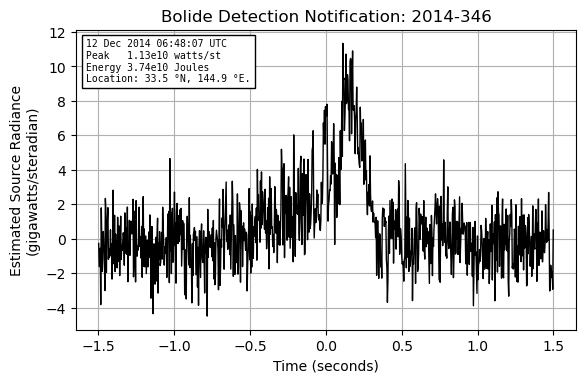 Bolide Detection Notification: 2014-346
12 Dec 2014 06:48:07 UTC
Peak   1.13e10 watts/st
Energy 3.74e10 Joules
Location: 33.5 °N, 144.9 °E.
Estimated Source Radiance
(gigawatts/steradian)
12
10
8
6
4
2
0
−2
−4
−1.5 −1.0 −0.5 0.0 0.5 1.0 1.5
Time (seconds)